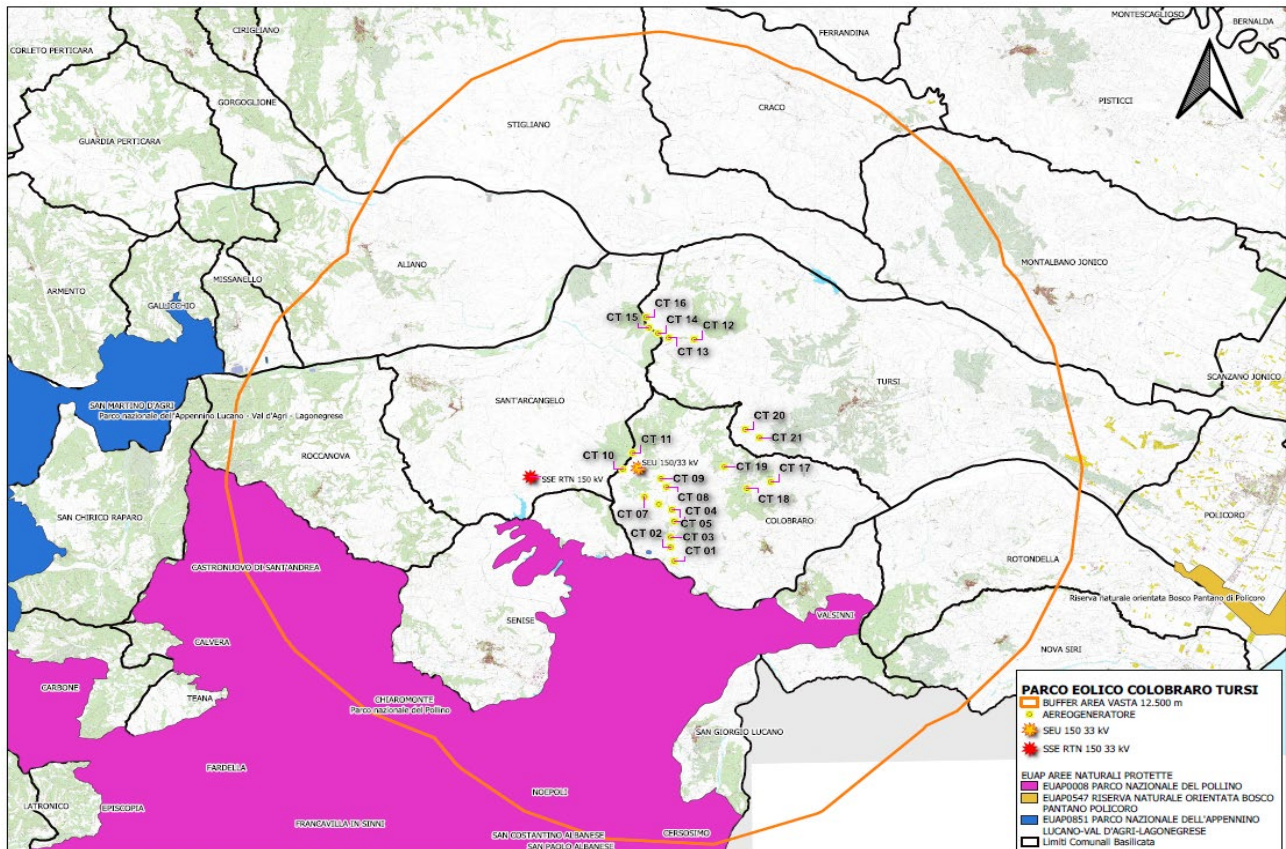 MONTESCAGLIOSO
BERNALDA
CIRIGLIANO
FERRANDINA
CORLETO PERTICARA
GORGOGLIONE
PISTICCI
CRACO
STIGLIANO
GUARDIA PERTICARA
ALIANO
MONTALBANO JONICO
MISSANELLO
ARMENTO
GALLICCHIO
CT 16
CT 15
CT 14
CT 12
CT 13
SCANZANO JONICO
TURSI
SANT'ARCANGELO
SAN MARTINO D'AGRI
Parco nazionale dell'Appennino Lucano - Val d'Agri - Lagonegrese
CT 20
CT 21
CT 11
ROCCANOVA
CT 10
SEU 150/33 kV
CT 19
CT 17
SSE RTN 150 kV
CT 09
CT 08
CT 18
CT 07
CT 04
COLOBRARO
SAN CHIRICO RAPARO
POLICORO
CT 05
CT 02
CT 03
CT 01
ROTONDELLA
CASTRONUOVO DI SANT'ANDREA
Riserva naturale orientata Bosco Pantano di Policoro
VALSINNI
SENISE
CALVERA
NOVA SIRI
CARBONE
TEANA
CHIAROMONTE
Parco nazionale del Pollino
SAN GIORGIO LUCANO
FARDELLA
NOEPOLI
LATRONICO
EPISCOPIA
FRANCAVILLA IN SINNI
SAN COSTANTINO ALBANESE
CERSOSIMO
SAN PAOLO ALBANESE
PARCO EOLICO COLOBRARO TURSI
BUFFER AREA VASTA 12.500 m
AEREOGENERATORE
SEU 150 33 kV
SSE RTN 150 33 kV
EUAP AREE NATURALI PROTETTE
EUAP0008 PARCO NAZIONALE DEL POLLINO
EUAP0547 RISERVA NATURALE ORIENTATA BOSCO
PANTANO POLICORO
EUAP0851 PARCO NAZIONALE DELL'APPENNINO
LUCANO-VAL D'AGRI-LAGONEGRESE
Limiti Comunali Basilicata